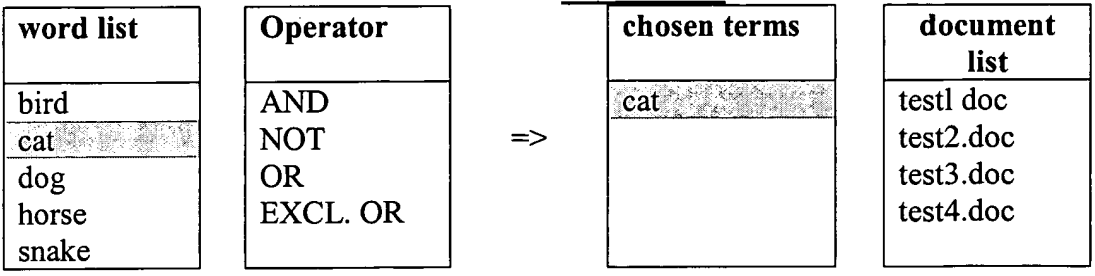 word list
bird
cat
dog
horse
snake
Operator
AND
NOT
OR
EXCL. OR
=>
chosen terms
cat
document
list
testl doc
test2.doc
test3.doc
test4.doc